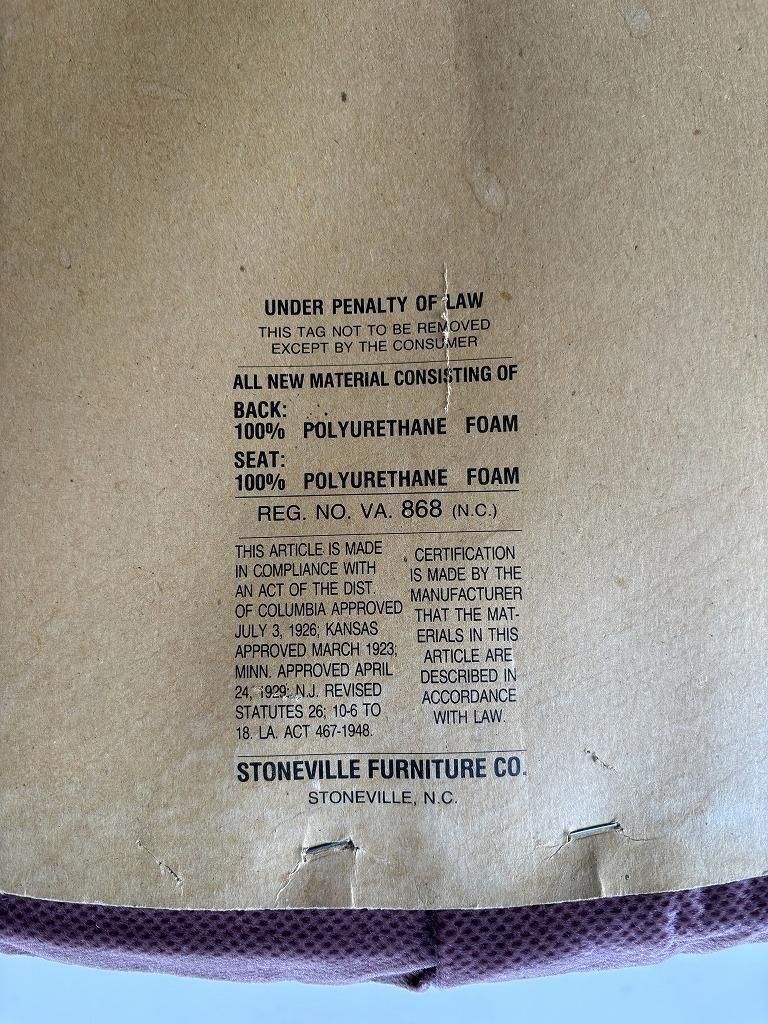 UNDER PENALTY OF LAW
THIS TAG NOT TO BE REMOVED
EXCEPT BY THE CONSUMER
ALL NEW MATERIAL CONSISTING OF
BACK:
100% POLYURETHANE FOAM
SEAT:
100% POLYURETHANE FOAM
REG. NO. VA. 868 (N.C.)
THIS ARTICLE IS MADE
IN COMPLIANCE WITH
AN ACT OF THE DIST.
OF COLUMBIA APPROVED
JULY 3, 1926; KANSAS
APPROVED MARCH 1923;
MINN. APPROVED APRIL
24, 1929; N.J. REVISED
STATUTES 26; 10-6 TO
18. LA. ACT 467-1948.
CERTIFICATION
IS MADE BY THE
MANUFACTURER
THAT THE MAT-
ERIALS IN THIS
ARTICLE ARE
DESCRIBED IN
ACCORDANCE
WITH LAW.
STONEVILLE FURNITURE CO.
STONEVILLE, N.C.